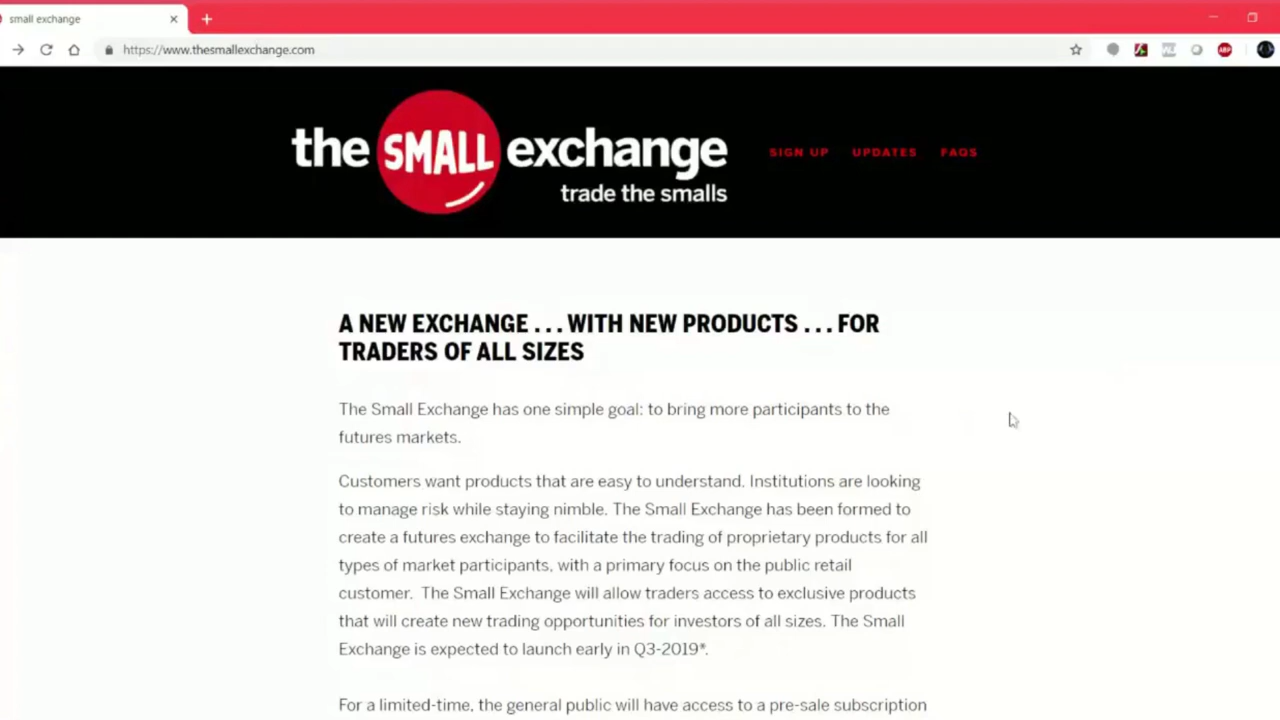 small exchange
https://www.thesmallexchange.com
ABP
the SMALL exchange
trade the smalls
SIGN UP UPDATES FAQS
A NEW EXCHANGE . . . WITH NEW PRODUCTS . . . FOR
TRADERS OF ALL SIZES
The Small Exchange has one simple goal: to bring more participants to the
futures markets.
Customers want products that are easy to understand. Institutions are looking
to manage risk while staying nimble. The Small Exchange has been formed to
create a futures exchange to facilitate the trading of proprietary products for all
types of market participants, with a primary focus on the public retail
customer.  The Small Exchange will allow traders access to exclusive products
that will create new trading opportunities for investors of all sizes. The Small
Exchange is expected to launch early in Q3-2019*.
For a limited-time, the general public will have access to a pre-sale subscription